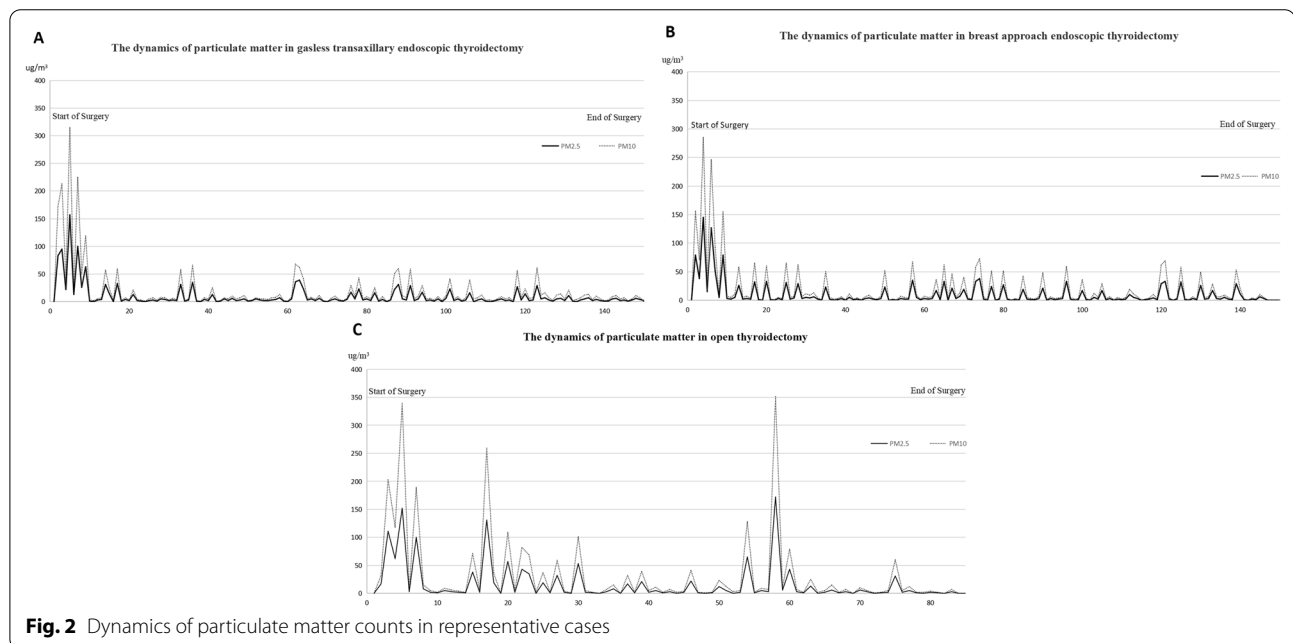 A
The dynamics of particulate matter in gasless transaxillary endoscopic thyroidectomy
ug/m³
400
350
300
250
200
150
100
50
0
Start of Surgery
End of Surgery
PM2.5 PM10
0 20 40 60 80 100 120 140
B
The dynamics of particulate matter in breast approach endoscopic thyroidectomy
ug/m³
400
350
300
250
200
150
100
50
0
Start of Surgery
End of Surgery
PM2.5 PM10
0 20 40 60 80 100 120 140
C
The dynamics of particulate matter in open thyroidectomy
ug/m³
400
350
300
250
200
150
100
50
0
Start of Surgery
End of Surgery
PM2.5 PM10
0 10 20 30 40 50 60 70 80
Fig. 2 Dynamics of particulate matter counts in representative cases